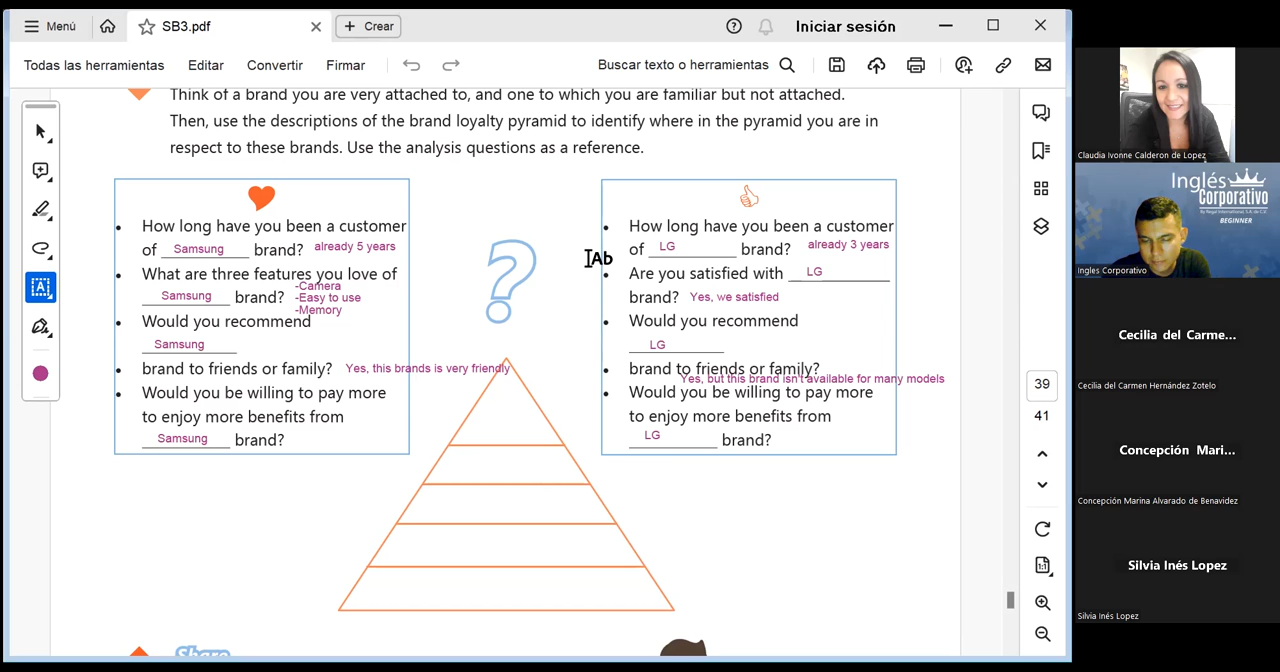 Menú
SB3.pdf
Crear
Iniciar sesión
Todas las herramientas
Editar
Convertir
Firmar
Buscar texto o herramientas
Think of a brand you are very attached to, and one to which you are familiar but not attached.
Then, use the descriptions of the brand loyalty pyramid to identify where in the pyramid you are in
respect to these brands. Use the analysis questions as a reference.
• How long have you been a customer
of Samsung brand? already 5 years
• What are three features you love of
Samsung brand?
-Camera
-Easy to use
-Memory
• Would you recommend
Samsung
• brand to friends or family? Yes, this brands is very friendly
• Would you be willing to pay more
to enjoy more benefits from
Samsung brand?
?
• How long have you been a customer
of LG brand? already 3 years
• Are you satisfied with LG
brand? Yes, we satisfied
• Would you recommend
LG
• brand to friends or family?
Yes, but this brand isn't available for many models
• Would you be willing to pay more
to enjoy more benefits from
LG brand?
Ab
Share
39
41
1:1
Claudia Ivonne Calderon de Lopez
Inglés
Corporativo
By Regal International, S.A. de C.V.
BEGINNER
Ingles Corporativo
Cecilia del Carme...
Cecilia del Carmen Hernández Zotelo
Concepción Mari...
Concepción Marina Alvarado de Benavidez
Silvia Inés Lopez
Silvia Inés Lopez